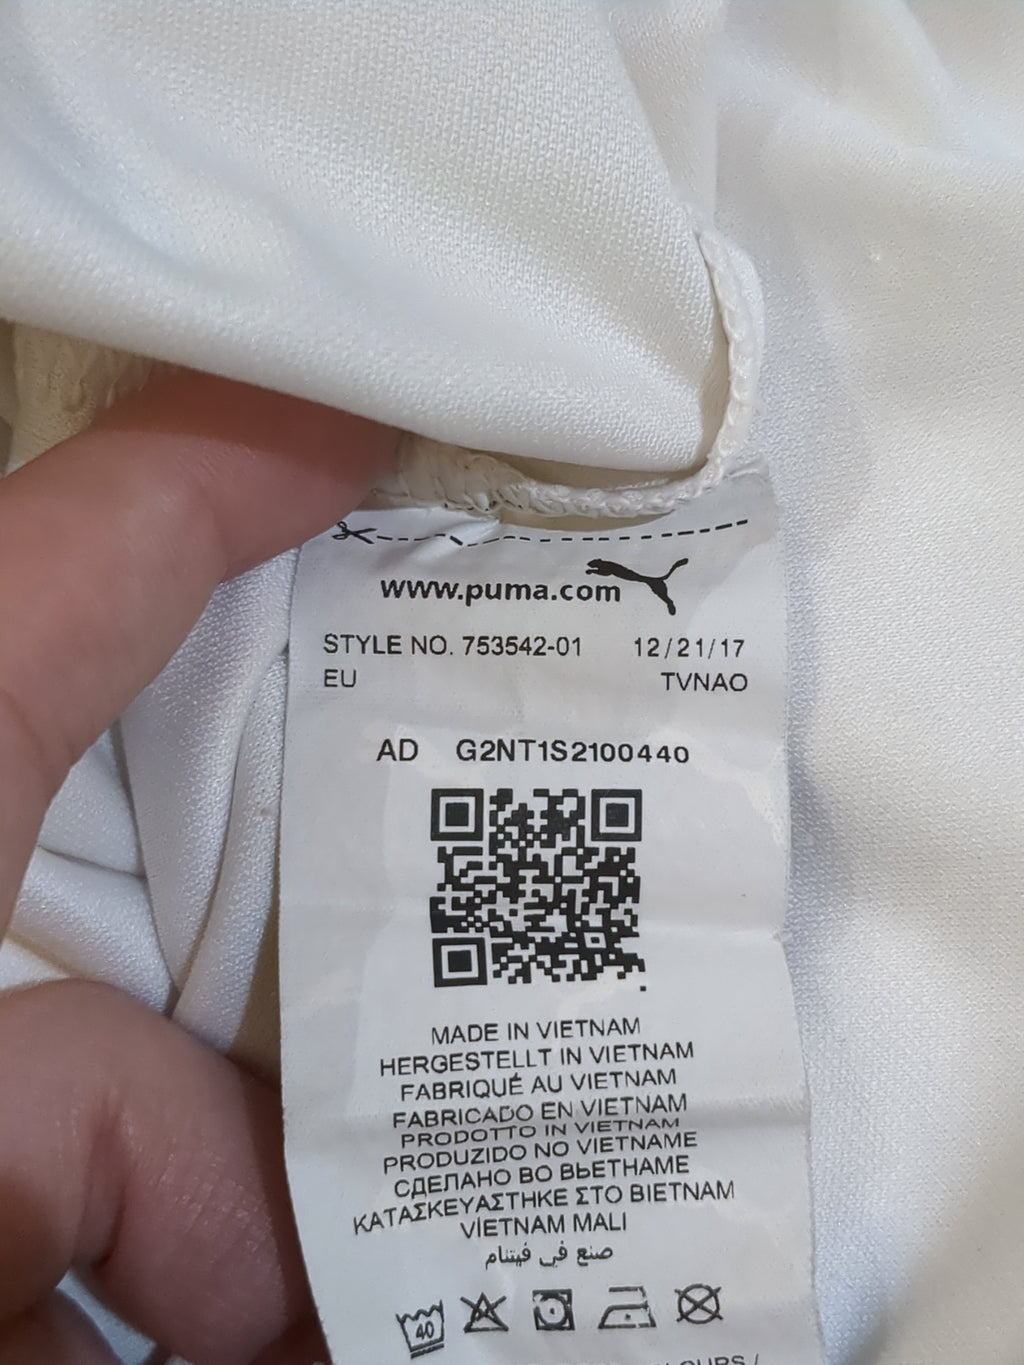 www.puma.com
STYLE NO. 753542-01 12/21/17
EU TVNAO
AD G2NT1S2100440
MADE IN VIETNAM
HERGESTELLT IN VIETNAM
FABRIQUÉ AU VIETNAM
FABRICADO EN VIETNAM
PRODOTTO IN VIETNAM
PRODUZIDO NO VIETNAME
СДЕЛАНО ВО ВЬЕТНАМЕ
ΚΑΤΑΣΚΕΥΑΣΤΗΚΕ ΣΤΟ ΒΙΕΤΝΑΜ
VİETNAM MALI
صنع في فيتنام
40